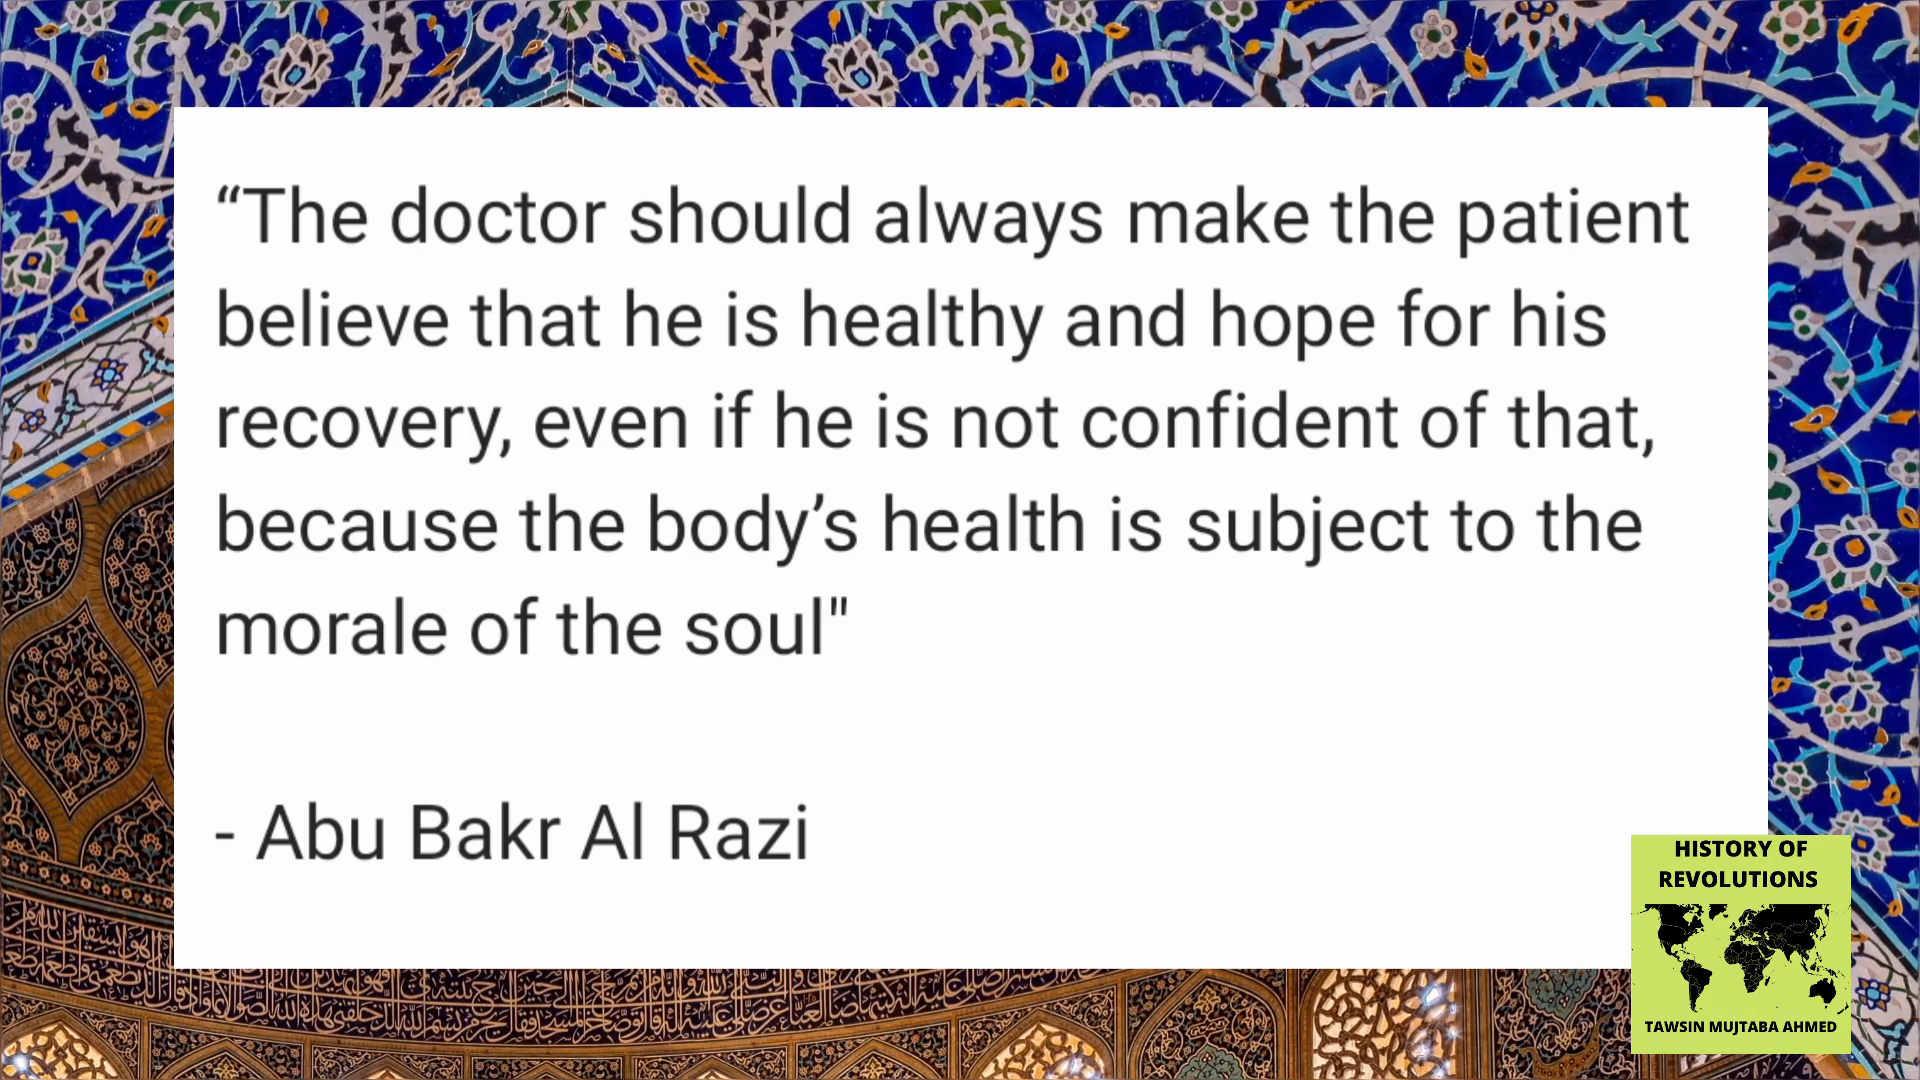 “The doctor should always make the patient
believe that he is healthy and hope for his
recovery, even if he is not confident of that,
because the body’s health is subject to the
morale of the soul"
- Abu Bakr Al Razi
HISTORY OF
REVOLUTIONS
TAWSIN MUJTABA AHMED